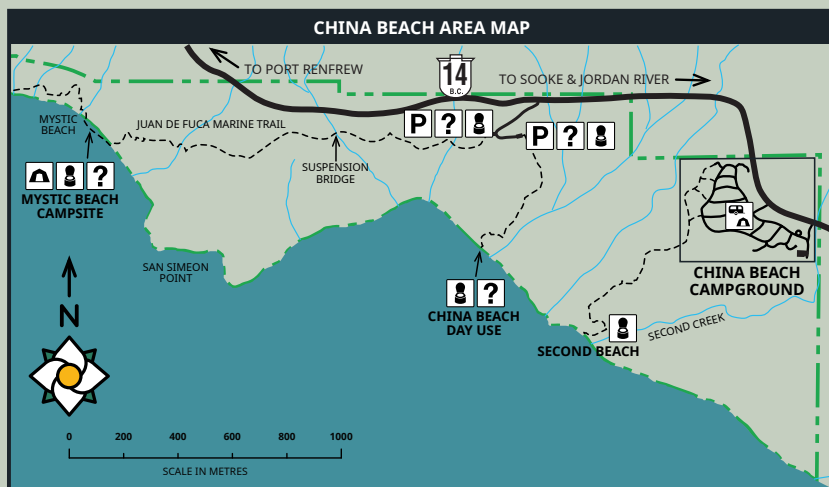 CHINA BEACH AREA MAP
TO PORT RENFREW
14
B.C.
TO SOOKE & JORDAN RIVER
MYSTIC
BEACH
JUAN DE FUCA MARINE TRAIL
P ?
P ?
SUSPENSION
BRIDGE
?
MYSTIC BEACH
CAMPSITE
SAN SIMEON
POINT
CHINA BEACH
CAMPGROUND
?
CHINA BEACH
DAY USE
SECOND CREEK
SECOND BEACH
N
0 200 400 600 800 1000
SCALE IN METRES